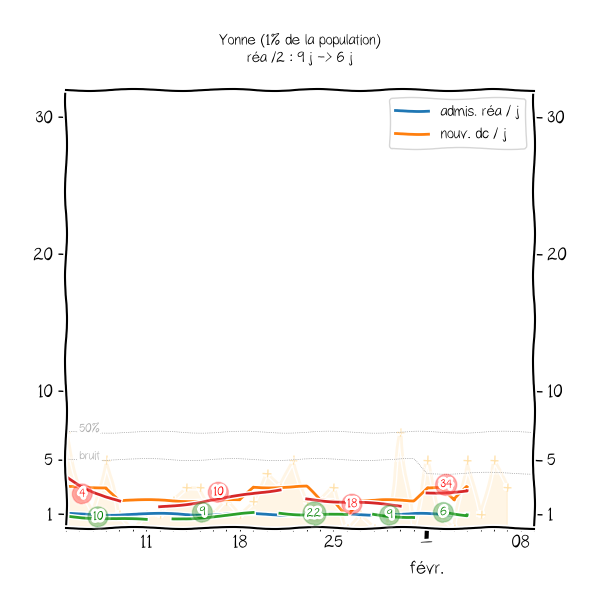 Yonne (1% de la population)
réa /2 : 9 j -> 6 j
admis. réa / j
nouv. dc / j
30 30
20 20
10 10
50%
bruit
5 5
4 10 18 34
10 9 22 9 6
1 1
11 18 25 1 08
févr.